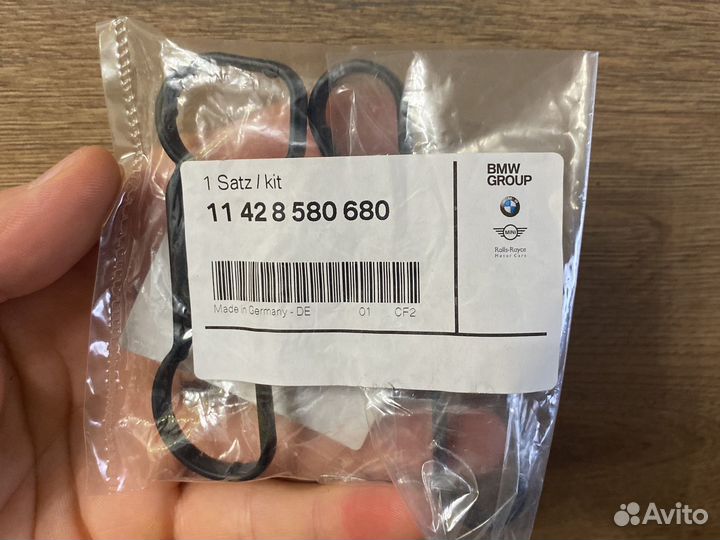 1 Satz / kit
11 42 8 580 680
Made in Germany - DE 01 CF2
BMW
GROUP
BMW
MINI
Rolls-Royce
Motor Cars
Avito